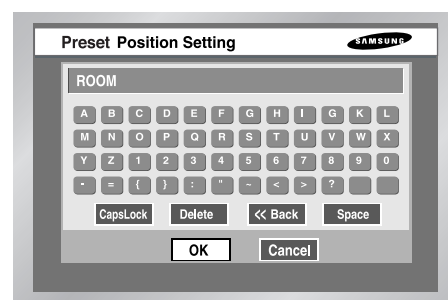 Preset Position Setting SAMSUNG
ROOM
A B C D E F G H I G K L
M N O P Q R S T U V W X
Y Z 1 2 3 4 5 6 7 8 9 0
- = { } : " ~ < > ?
CapsLock Delete << Back Space
OK Cancel